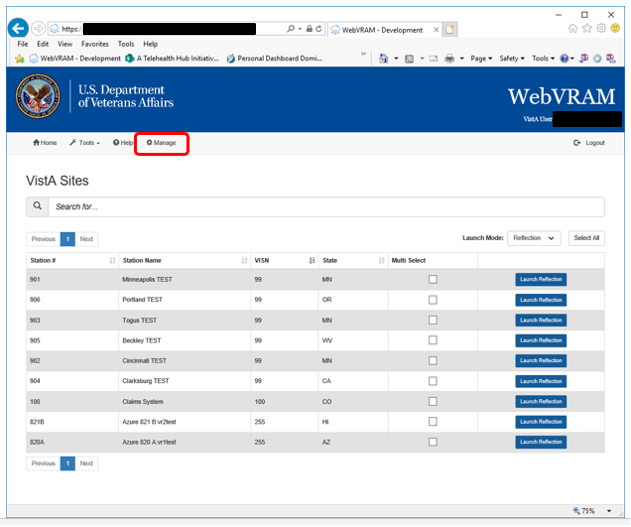 https:
WebVRAM - Development
File Edit View Favorites Tools Help
WebVRAM - Development A Telehealth Hub Initiativ... Personal Dashboard Domi... Page Safety Tools
U.S. Department
of Veterans Affairs
WebVRAM
VistA User
Home Tools Help Manage Logout
VistA Sites
Search for...
Previous 1 Next Launch Mode: Reflection Select All
Station # Station Name VISN State Multi Select
901 Minneapolis TEST 99 MN Launch Reflection
906 Portland TEST 99 OR Launch Reflection
903 Togus TEST 99 MN Launch Reflection
905 Beckley TEST 99 WV Launch Reflection
902 Cincinnati TEST 99 MN Launch Reflection
904 Clarksburg TEST 99 CA Launch Reflection
100 Claims System 100 CO Launch Reflection
821B Azure 821 B:vr2test 255 HI Launch Reflection
820A Azure 820 A:vr1test 255 AZ Launch Reflection
Previous 1 Next
75%